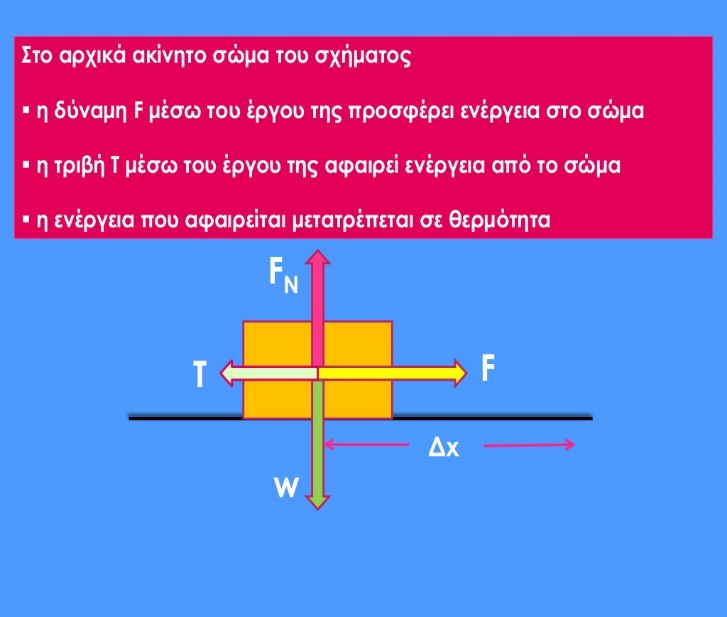 Στο αρχικά ακίνητο σώμα του σχήματος
▪ η δύναμη F μέσω του έργου της προσφέρει ενέργεια στο σώμα
▪ η τριβή Τ μέσω του έργου της αφαιρεί ενέργεια από το σώμα
▪ η ενέργεια που αφαιρείται μετατρέπεται σε θερμότητα
F_N
T F
Δx
w